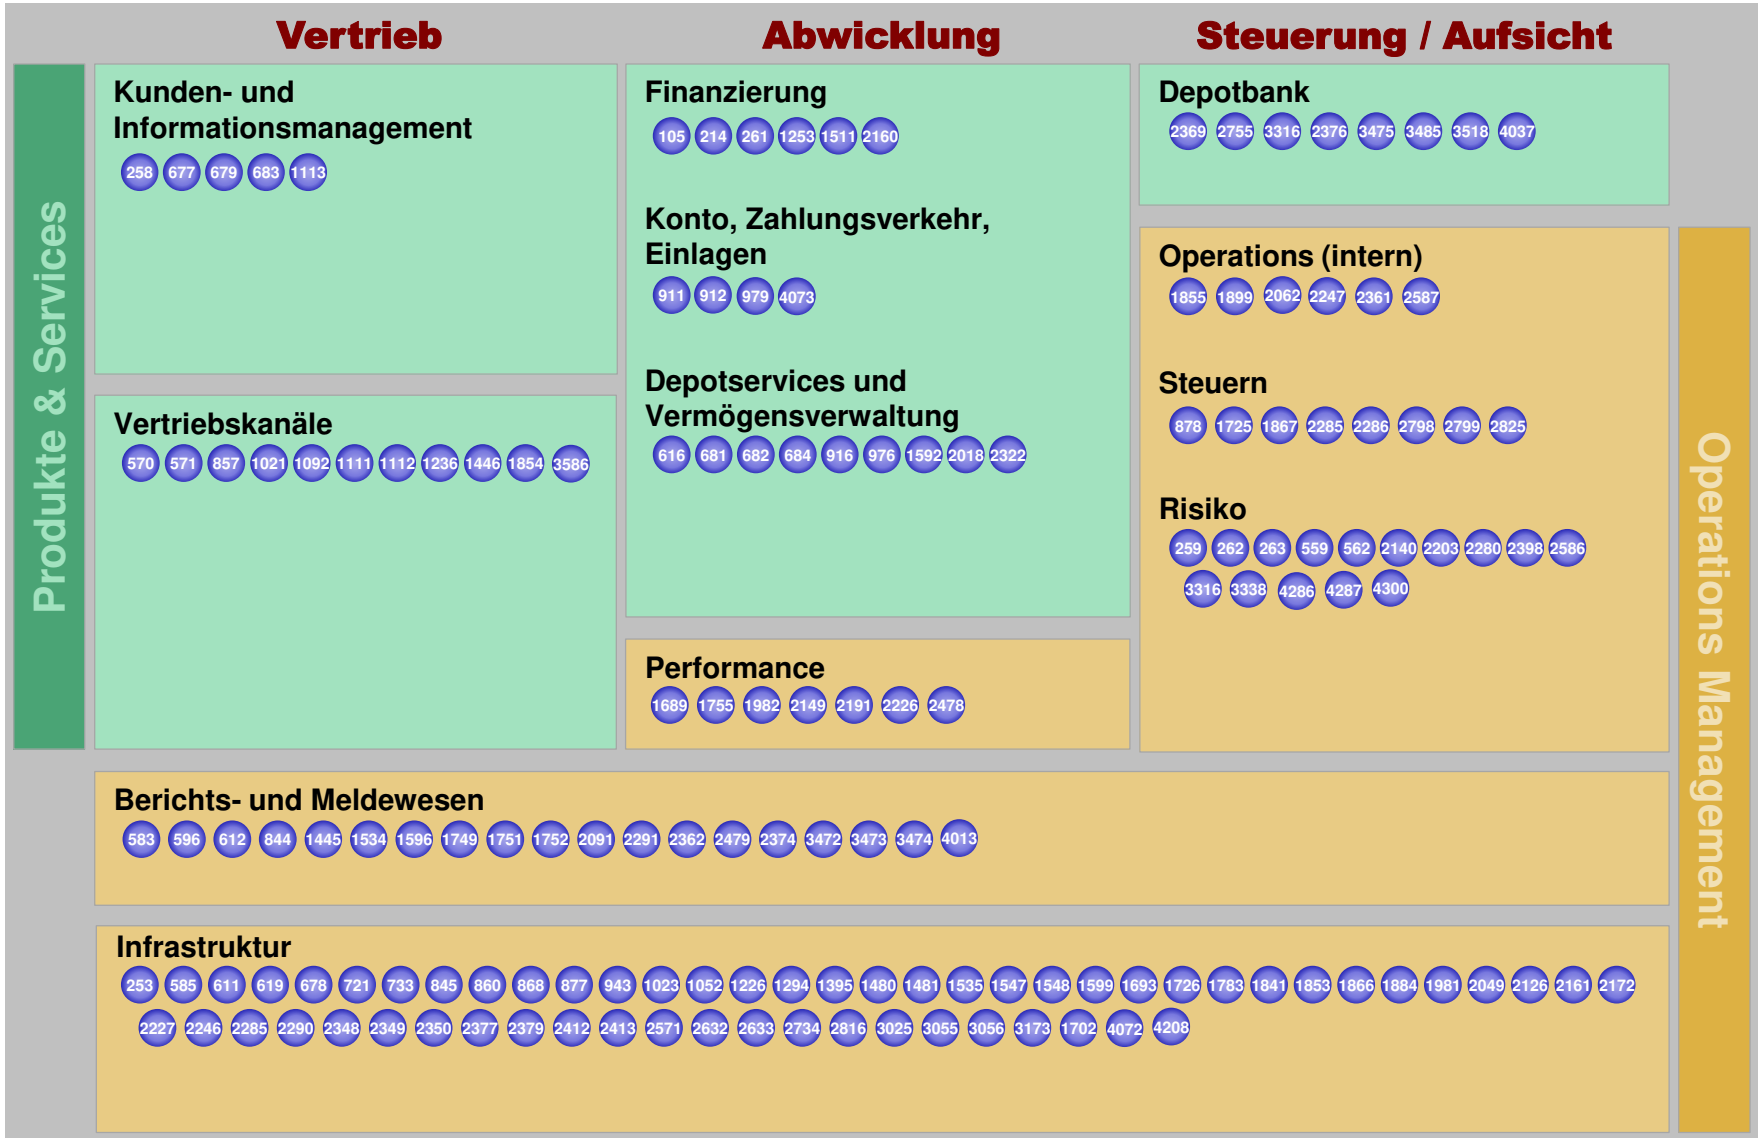 Vertrieb
Abwicklung
Steuerung / Aufsicht
Produkte & Services
Kunden- und
Informationsmanagement
258 677 679 683 1113
Vertriebskanäle
570 571 857 1021 1092 1111 1112 1236 1446 1854 3586
Finanzierung
105 214 261 1253 1511 2160
Konto, Zahlungsverkehr,
Einlagen
911 912 979 4073
Depotservices und
Vermögensverwaltung
616 681 682 684 916 976 1592 2018 2322
Performance
1689 1755 1982 2149 2191 2226 2478
Depotbank
2369 2755 3316 2376 3475 3485 3518 4037
Operations (intern)
1855 1899 2062 2247 2361 2587
Steuern
878 1725 1867 2285 2286 2798 2799 2825
Risiko
259 262 263 559 562 2140 2203 2280 2398 2586
3316 3338 4286 4287 4300
Operations Management
Berichts- und Meldewesen
583 596 612 844 1445 1534 1596 1749 1751 1752 2091 2291 2362 2479 2374 3472 3473 3474 4013
Infrastruktur
253 585 611 619 678 721 733 845 860 868 877 943 1023 1052 1226 1294 1395 1480 1481 1535 1547 1548 1599 1693 1726 1783 1841 1853 1866 1884 1981 2049 2126 2161 2172
2227 2246 2285 2290 2348 2349 2350 2377 2379 2412 2413 2571 2632 2633 2734 2816 3025 3055 3056 3173 1702 4072 4208